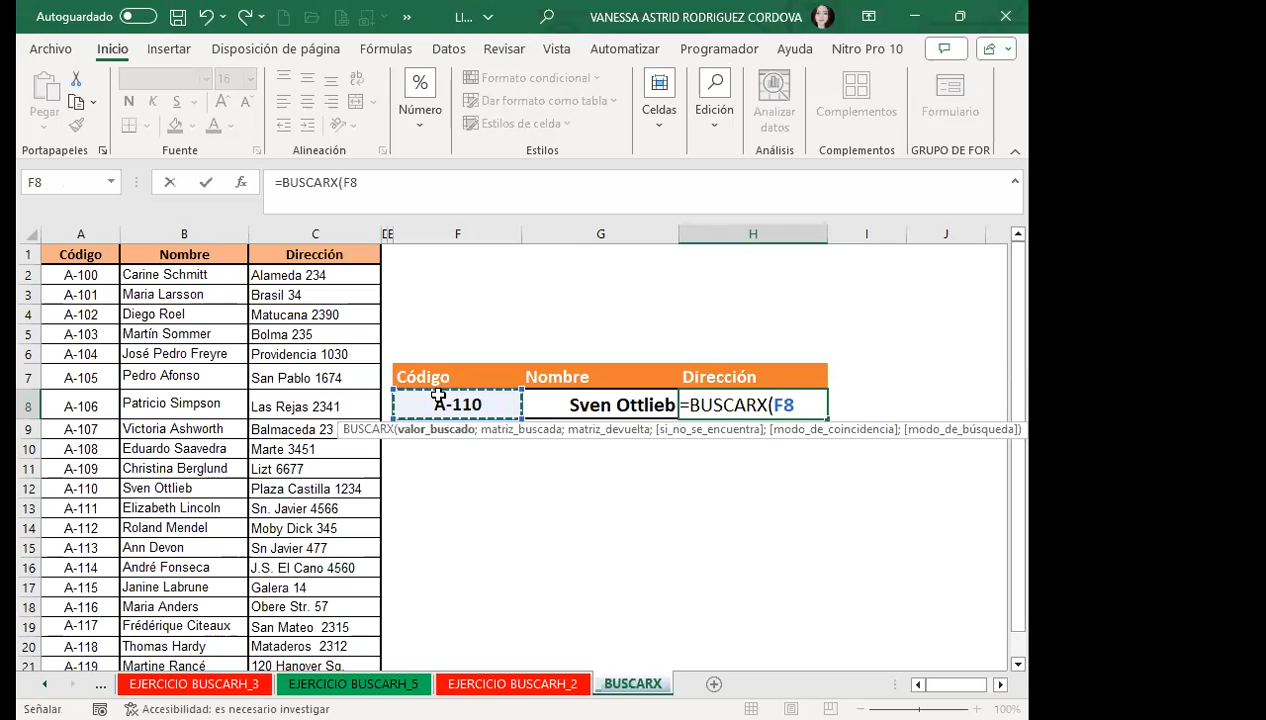 Autoguardado
LI...
VANESSA ASTRID RODRIGUEZ CORDOVA
Archivo Inicio Insertar Disposición de página Fórmulas Datos Revisar Vista Automatizar Programador Ayuda Nitro Pro 10
Pegar
16
N K S
Número
Formato condicional
Dar formato como tabla
Estilos de celda
Celdas
Edición
Analizar datos
Complementos
Formulario
Portapapeles Fuente Alineación Estilos Análisis Complementos GRUPO DE FOR
F8 fx =BUSCARX(F8
A B C D E F G H I J
1 Código Nombre Dirección
2 A-100 Carine Schmitt Alameda 234
3 A-101 Maria Larsson Brasil 34
4 A-102 Diego Roel Matucana 2390
5 A-103 Martín Sommer Bolma 235
6 A-104 José Pedro Freyre Providencia 1030
7 A-105 Pedro Afonso San Pablo 1674 Código Nombre Dirección
8 A-106 Patricio Simpson Las Rejas 2341 A-110 Sven Ottlieb =BUSCARX(F8
9 A-107 Victoria Ashworth Balmaceda 23
BUSCARX(valor_buscado; matriz_buscada; matriz_devuelta; [si_no_se_encuentra]; [modo_de_coincidencia]; [modo_de_búsqueda])
10 A-108 Eduardo Saavedra Marte 3451
11 A-109 Christina Berglund Lizt 6677
12 A-110 Sven Ottlieb Plaza Castilla 1234
13 A-111 Elizabeth Lincoln Sn. Javier 4566
14 A-112 Roland Mendel Moby Dick 345
15 A-113 Ann Devon Sn Javier 477
16 A-114 André Fonseca J.S. El Cano 4560
17 A-115 Janine Labrune Galera 14
18 A-116 Maria Anders Obere Str. 57
19 A-117 Frédérique Citeaux San Mateo 2315
20 A-118 Thomas Hardy Mataderos 2312
21 A-119 Martine Rancé 120 Hanover Sq.
... EJERCICIO BUSCARH_3 EJERCICIO BUSCARH_5 EJERCICIO BUSCARH_2 BUSCARX
Señalar Accesibilidad: es necesario investigar 100%